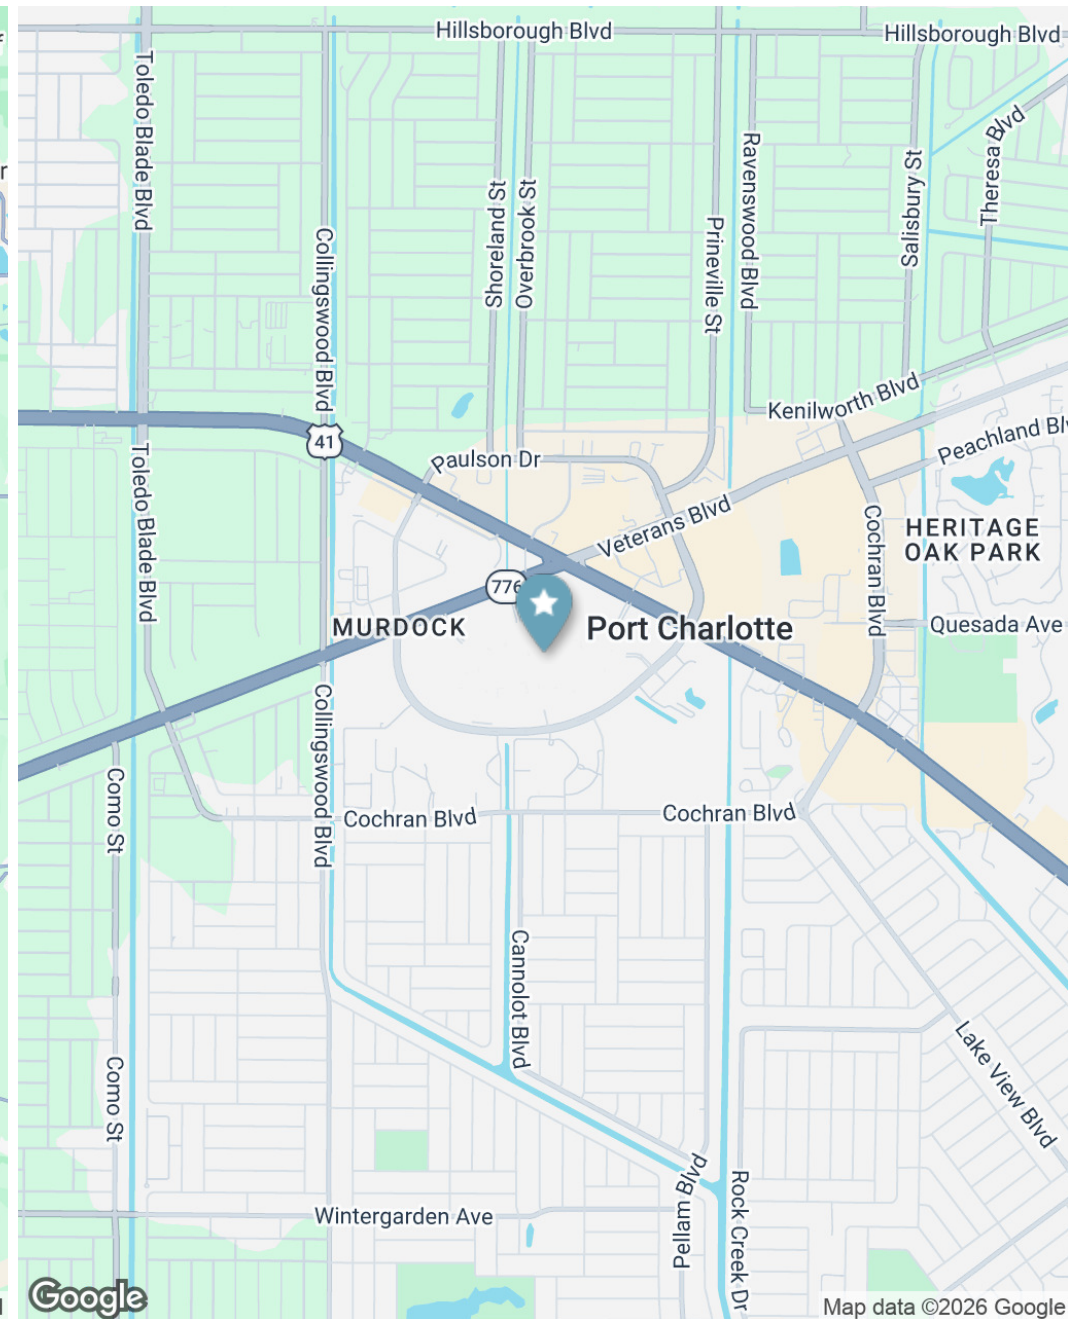 Hillsborough Blvd
Hillsborough Blvd
Toledo Blade Blvd
Theresa Blvd
Ravenswood Blvd
Salisbury St
Shoreland St
Overbrook St
Prineville St
Collingswood Blvd
Kenilworth Blvd
41
Peachland Blv
Paulson Dr
Toledo Blade Blvd
Veterans Blvd
Cochran Blvd
HERITAGE
OAK PARK
776
MURDOCK
Port Charlotte
Quesada Ave
Collingswood Blvd
Como St
Cochran Blvd
Cochran Blvd
Cannolot Blvd
Lake View Blvd
Como St
Pellam Blvd
Rock Creek Dr
Wintergarden Ave
Google
Map data ©2026 Google